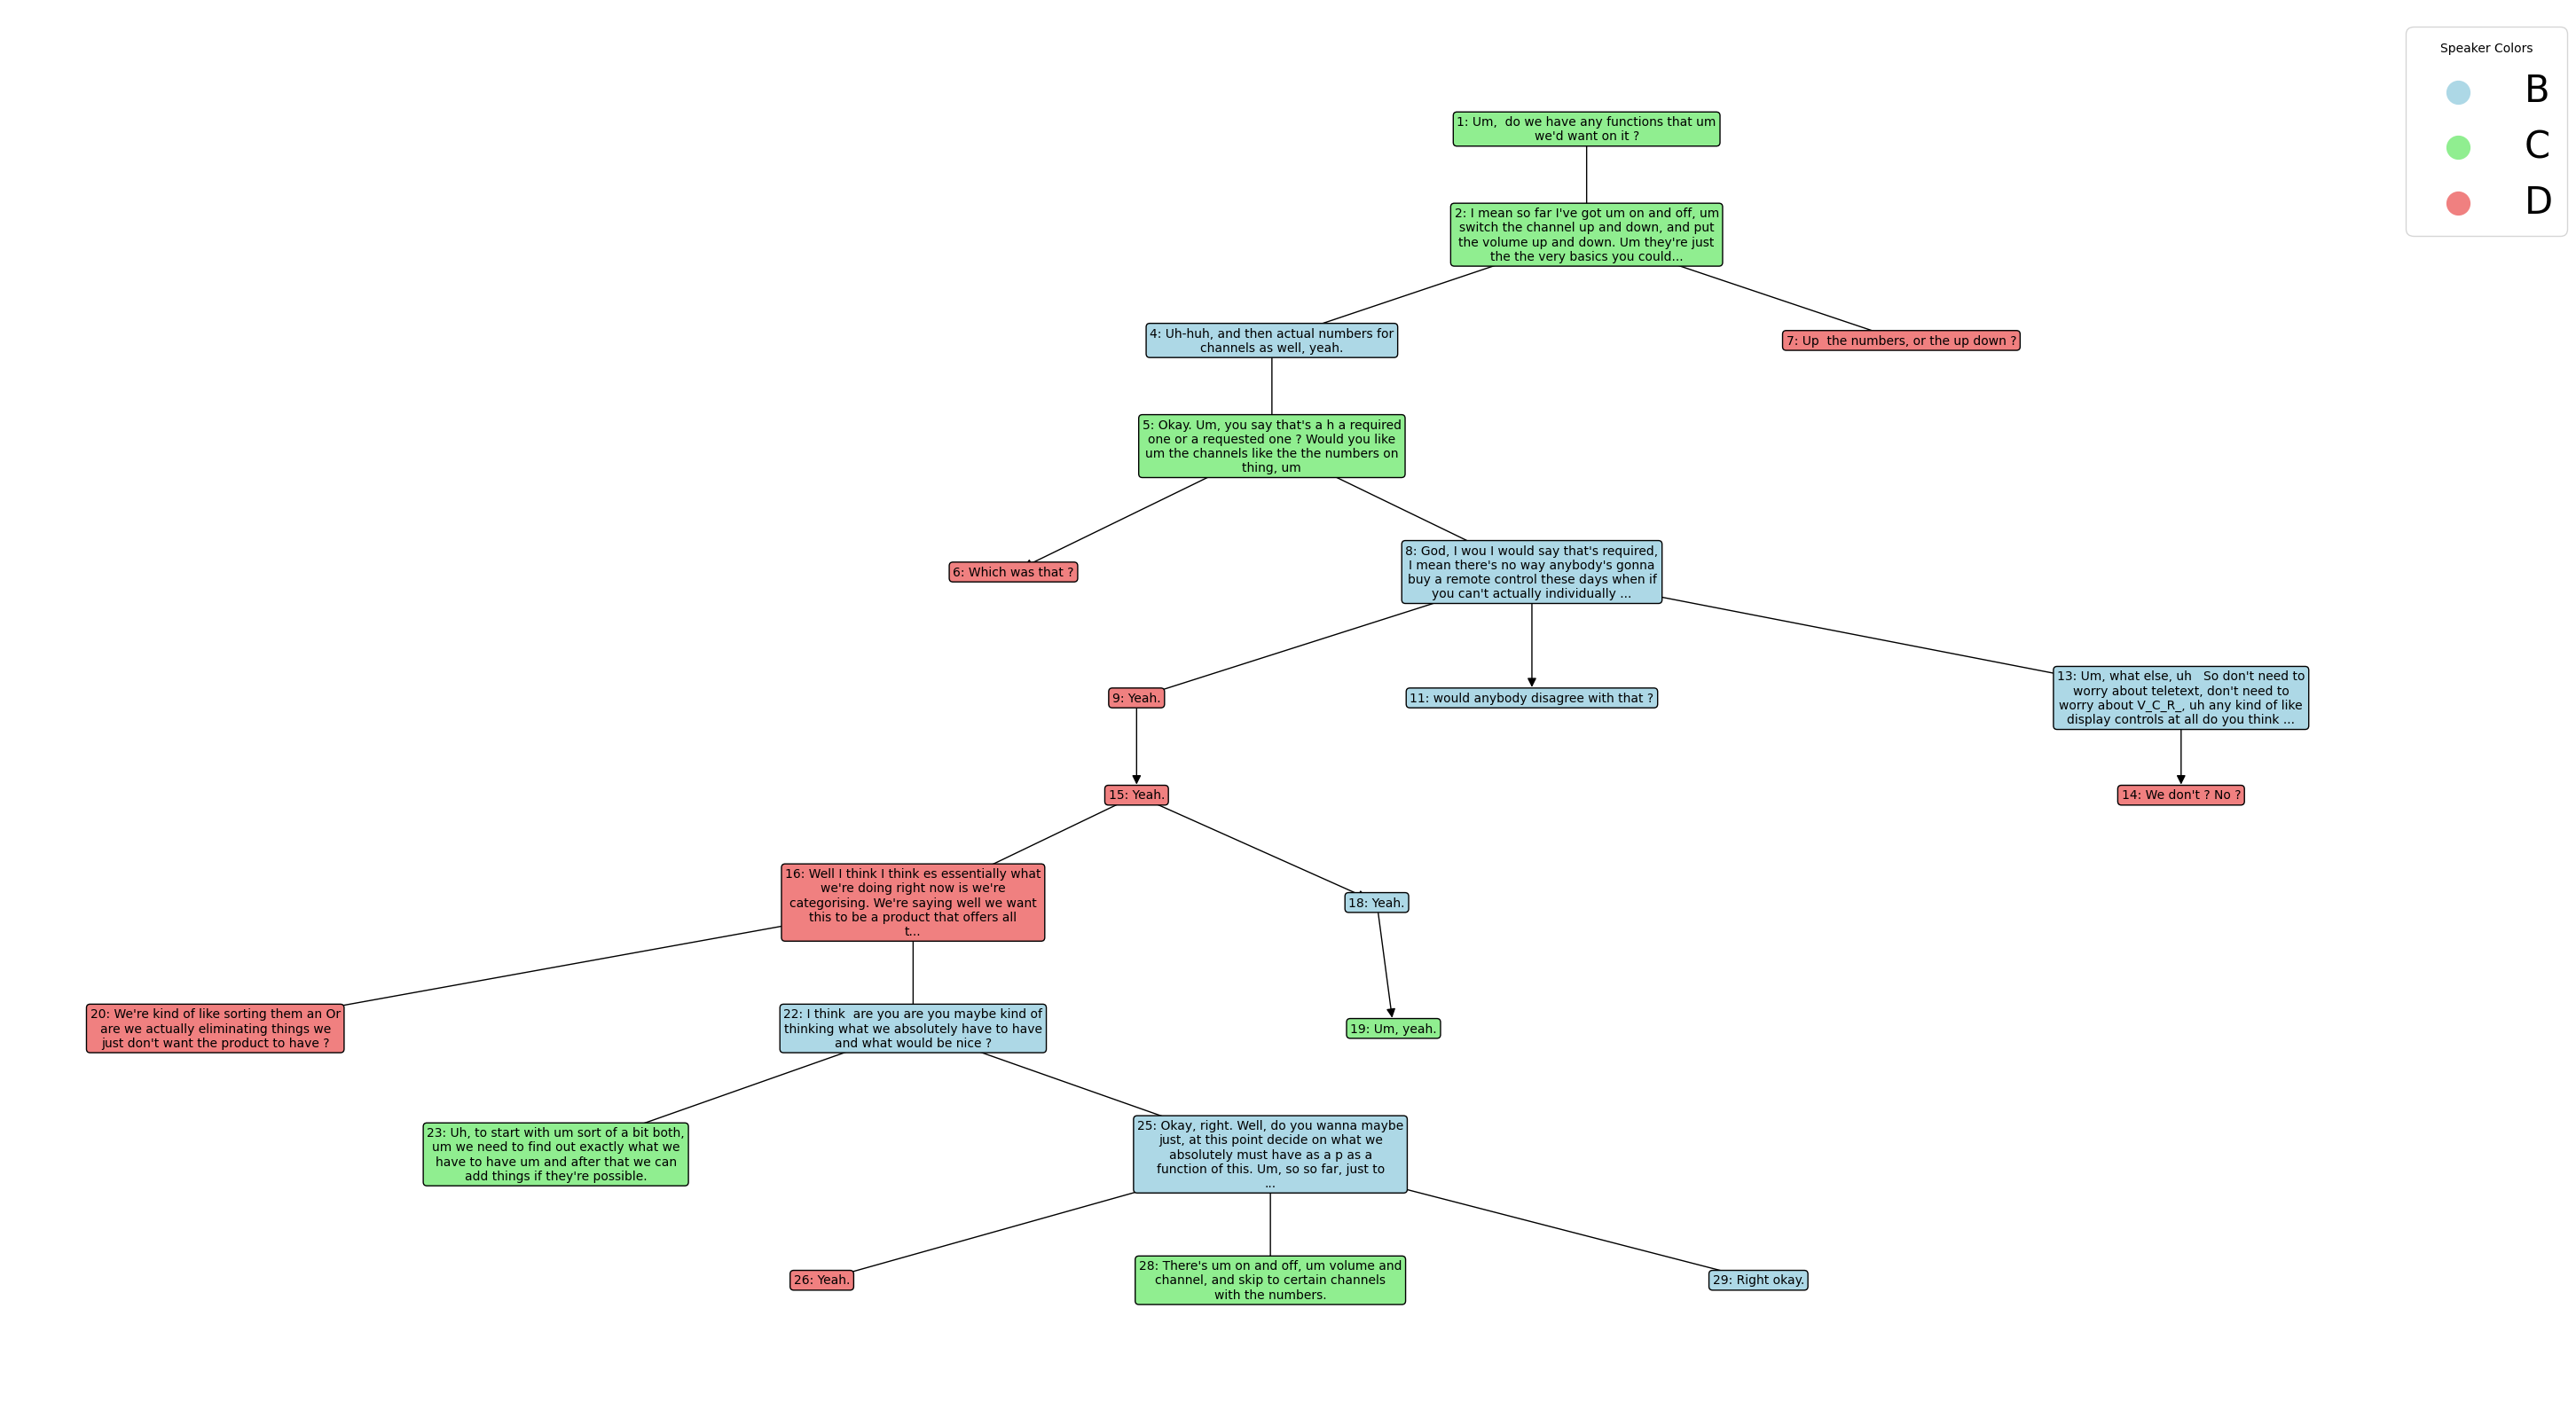 Speaker Colors
B
C
D
1: Um,  do we have any functions that um
we'd want on it ?
2: I mean so far I've got um on and off, um
switch the channel up and down, and put
the volume up and down. Um they're just
the the very basics you could...
4: Uh-huh, and then actual numbers for
channels as well, yeah.
7: Up  the numbers, or the up down ?
5: Okay. Um, you say that's a h a required
one or a requested one ? Would you like
um the channels like the the numbers on
thing, um
6: Which was that ?
8: God, I wou I would say that's required,
I mean there's no way anybody's gonna
buy a remote control these days when if
you can't actually individually ...
9: Yeah.
11: would anybody disagree with that ?
13: Um, what else, uh   So don't need to
worry about teletext, don't need to
worry about V_C_R_, uh any kind of like
display controls at all do you think ...
15: Yeah.
14: We don't ? No ?
16: Well I think I think es essentially what
we're doing right now is we're
categorising. We're saying well we want
this to be a product that offers all
t...
18: Yeah.
20: We're kind of like sorting them an Or
are we actually eliminating things we
just don't want the product to have ?
22: I think  are you are you maybe kind of
thinking what we absolutely have to have
and what would be nice ?
19: Um, yeah.
23: Uh, to start with um sort of a bit both,
um we need to find out exactly what we
have to have um and after that we can
add things if they're possible.
25: Okay, right. Well, do you wanna maybe
just, at this point decide on what we
absolutely must have as a p as a
function of this. Um, so so far, just to
...
26: Yeah.
28: There's um on and off, um volume and
channel, and skip to certain channels
with the numbers.
29: Right okay.